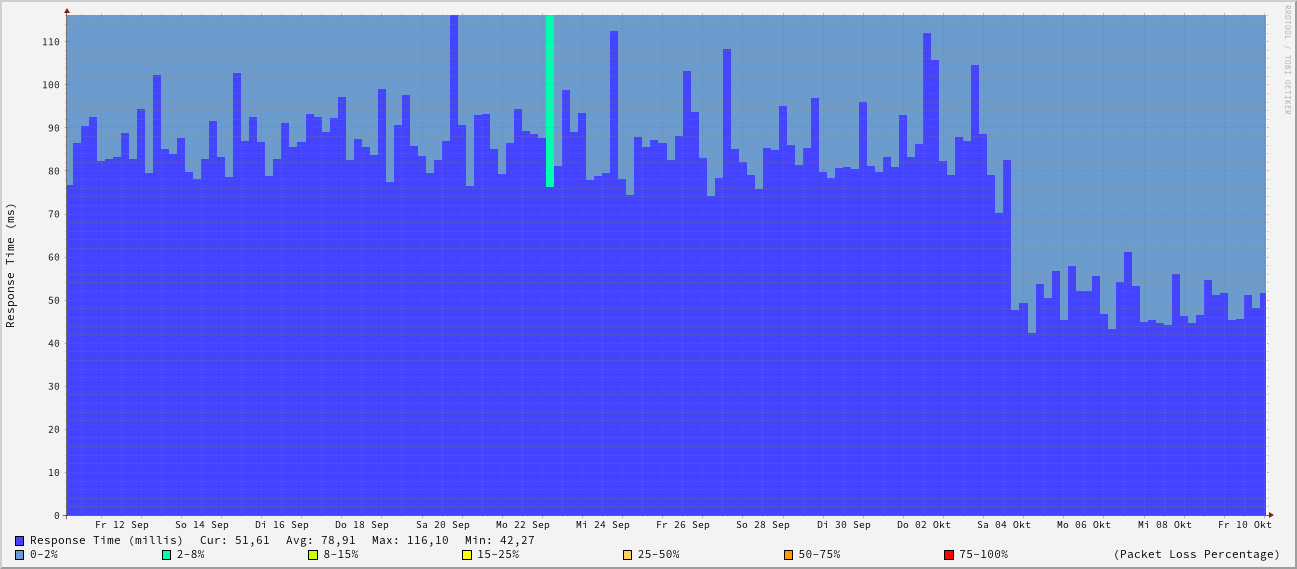 RRDTOOL / TOBI OETIKER
Response Time (ms)
110
100
90
80
70
60
50
40
30
20
10
0
Fr 12 Sep So 14 Sep Di 16 Sep Do 18 Sep Sa 20 Sep Mo 22 Sep Mi 24 Sep Fr 26 Sep So 28 Sep Di 30 Sep Do 02 Okt Sa 04 Okt Mo 06 Okt Mi 08 Okt Fr 10 Okt
Response Time (millis) Cur: 51,61 Avg: 78,91 Max: 116,10 Min: 42,27
0-2% 2-8% 8-15% 15-25% 25-50% 50-75% 75-100% (Packet Loss Percentage)